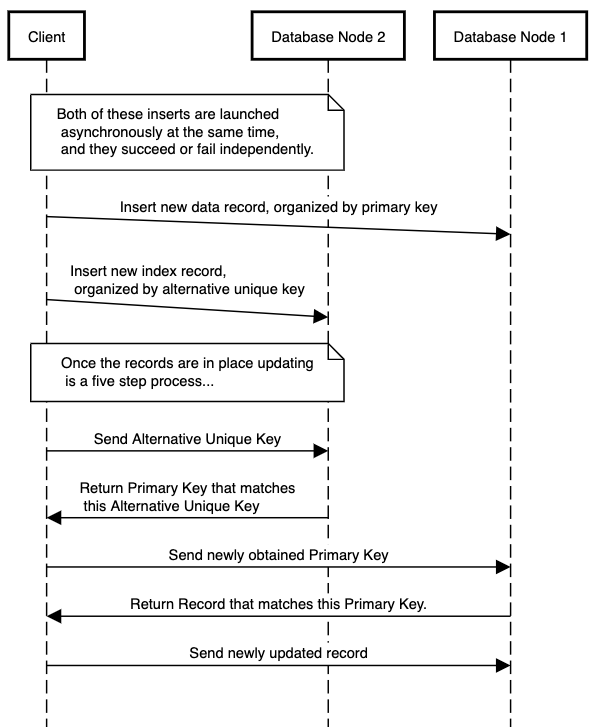 Client
Database Node 2
Database Node 1
Both of these inserts are launched
asynchronously at the same time,
and they succeed or fail independently.
Insert new data record, organized by primary key
Insert new index record,
organized by alternative unique key
Once the records are in place updating
is a five step process...
Send Alternative Unique Key
Return Primary Key that matches
this Alternative Unique Key
Send newly obtained Primary Key
Return Record that matches this Primary Key.
Send newly updated record